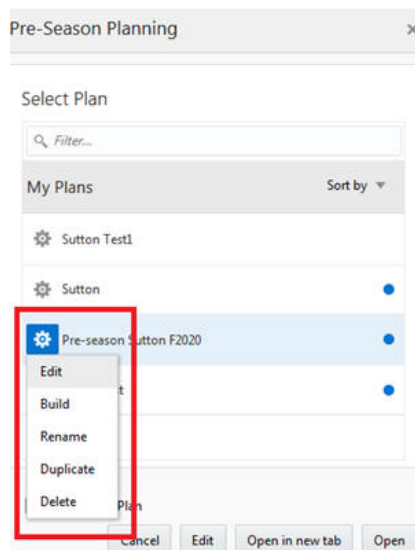 Pre-Season Planning
Select Plan
Filter...
My Plans Sort by
Sutton Test1
Sutton
Pre-season Sutton F2020
Edit
Build
Rename
Duplicate
Delete
Plan
Cancel Edit Open in new tab Open